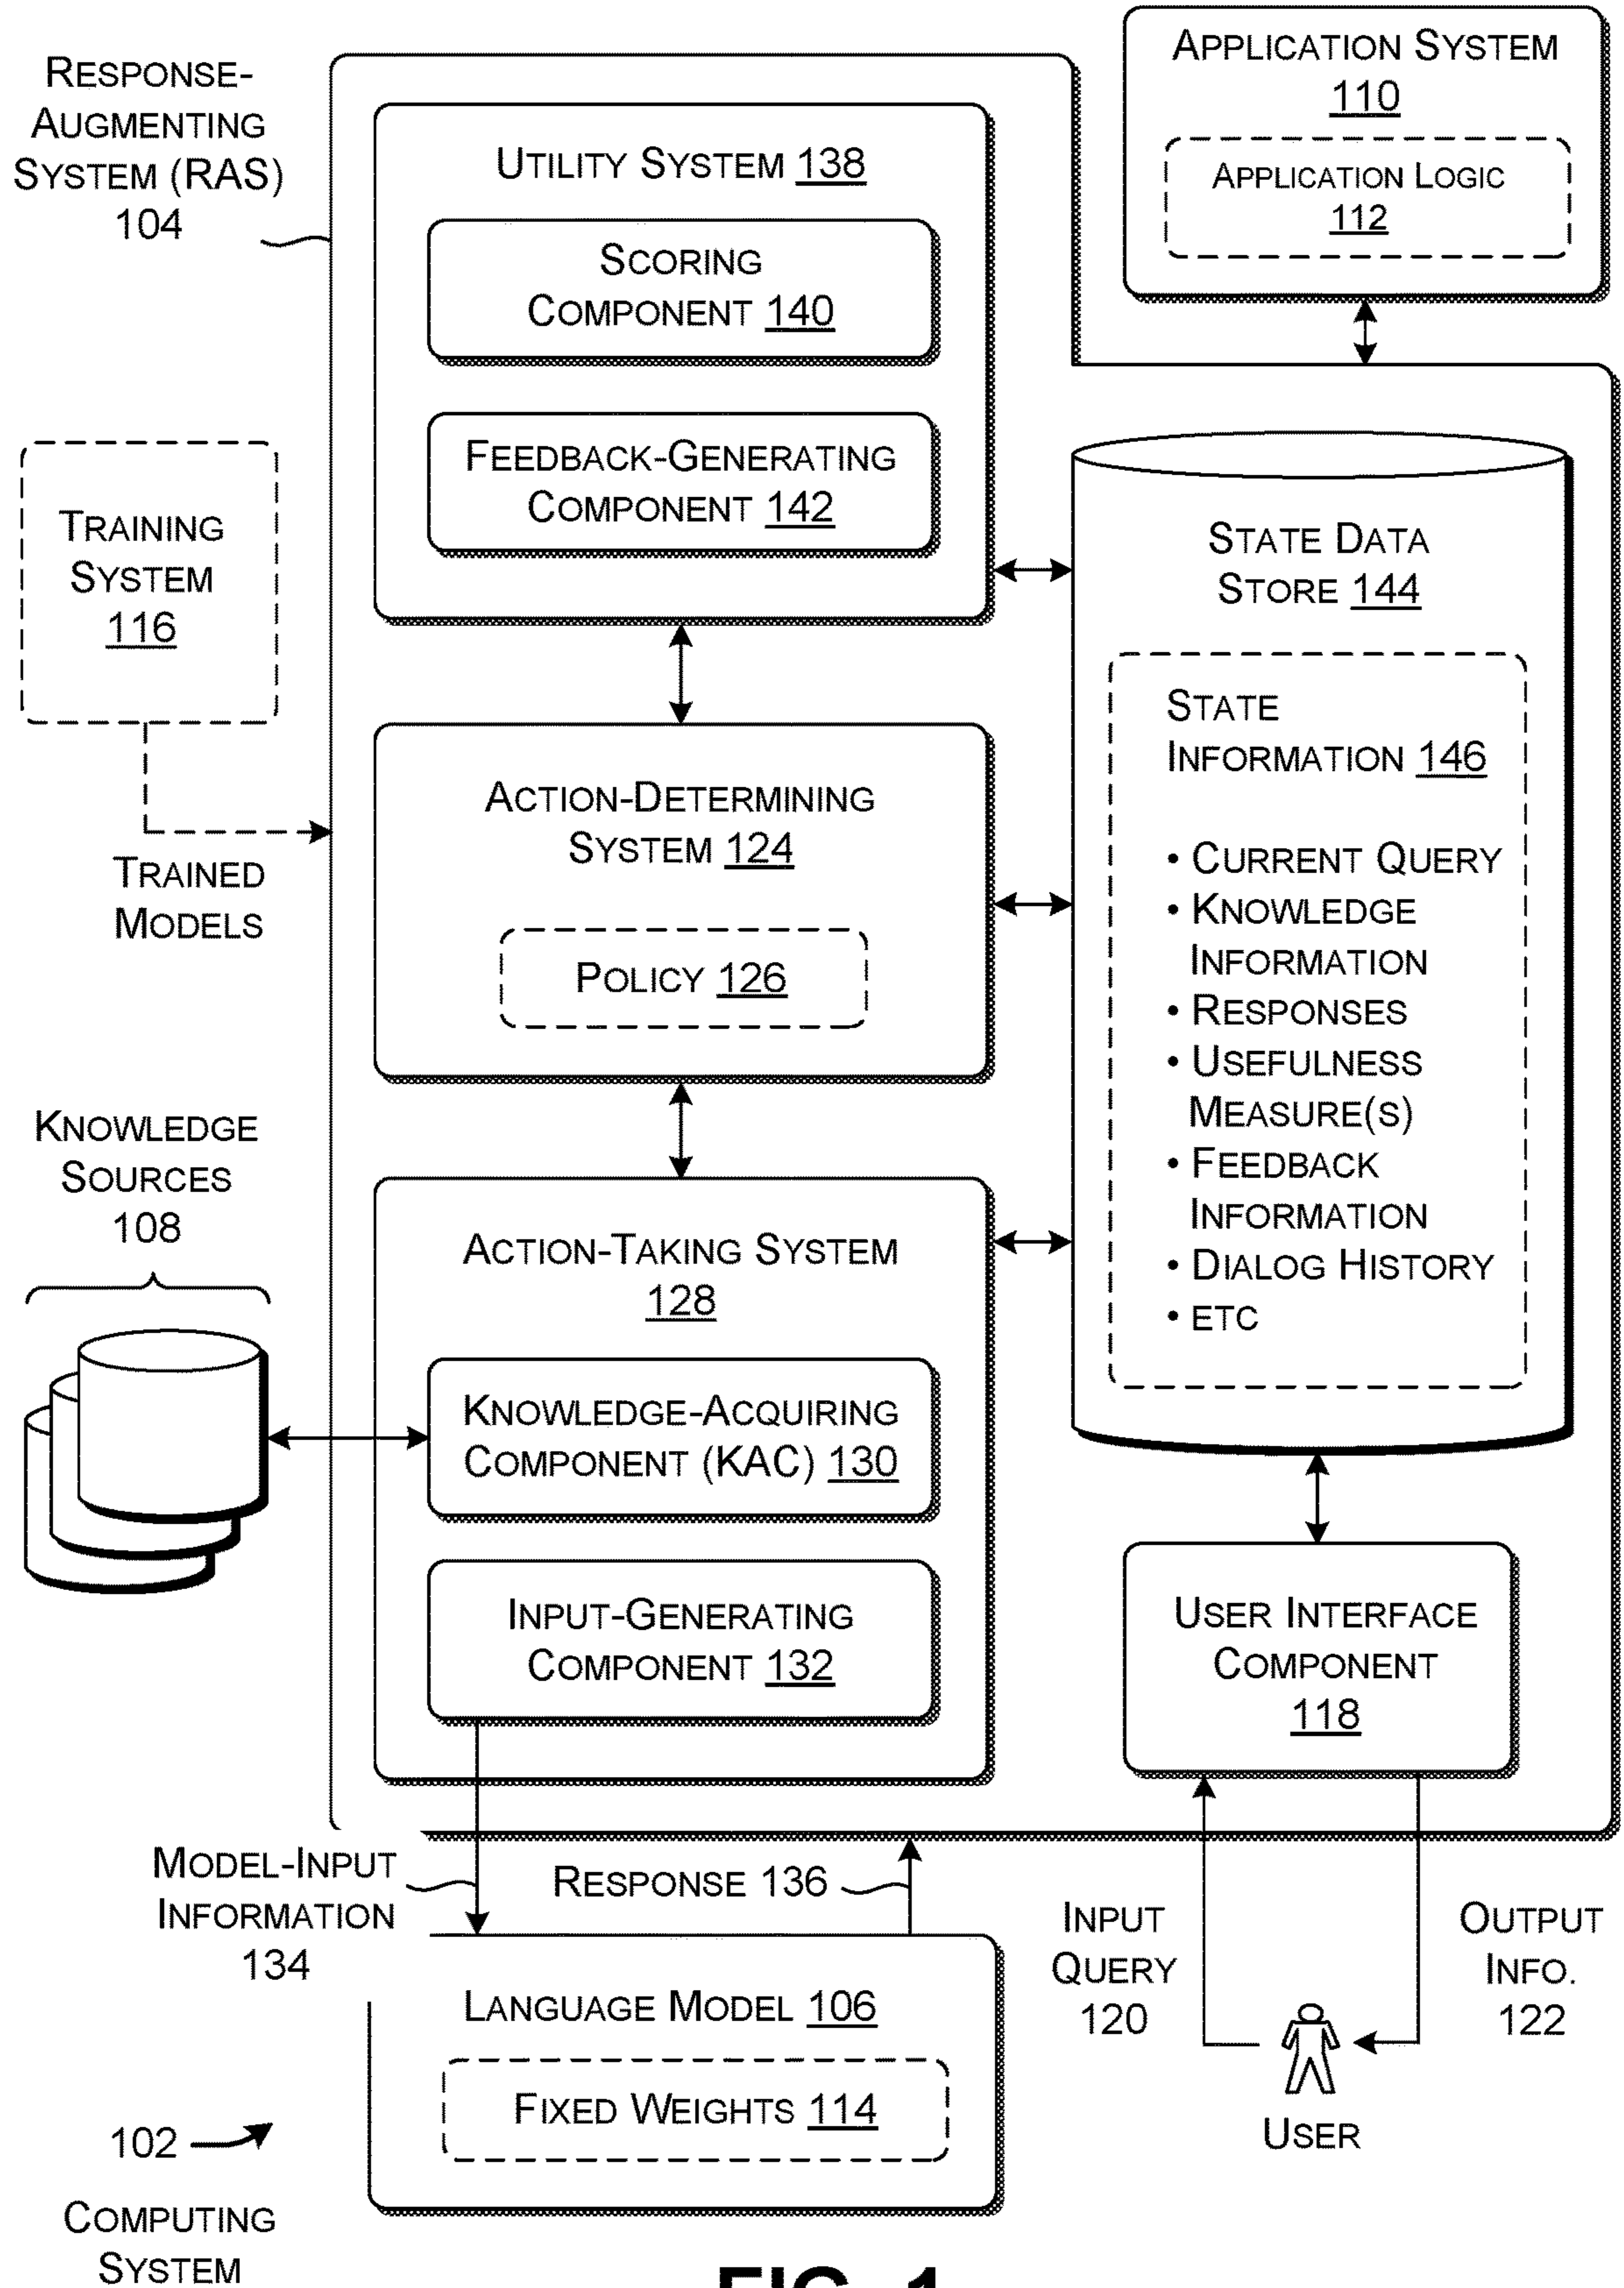 RESPONSE-
AUGMENTING
SYSTEM (RAS)
104
UTILITY SYSTEM 138
SCORING
COMPONENT 140
FEEDBACK-GENERATING
COMPONENT 142
APPLICATION SYSTEM
110
APPLICATION LOGIC
112
TRAINING
SYSTEM
116
TRAINED
MODELS
ACTION-DETERMINING
SYSTEM 124
POLICY 126
STATE DATA
STORE 144
STATE
INFORMATION 146
• CURRENT QUERY
• KNOWLEDGE
INFORMATION
• RESPONSES
• USEFULNESS
MEASURE(S)
• FEEDBACK
INFORMATION
• DIALOG HISTORY
• ETC
KNOWLEDGE
SOURCES
108
ACTION-TAKING SYSTEM
128
KNOWLEDGE-ACQUIRING
COMPONENT (KAC) 130
INPUT-GENERATING
COMPONENT 132
USER INTERFACE
COMPONENT
118
MODEL-INPUT
INFORMATION
134
RESPONSE 136
INPUT
QUERY
120
OUTPUT
INFO.
122
LANGUAGE MODEL 106
FIXED WEIGHTS 114
USER
102
COMPUTING
SYSTEM
FIG. 1